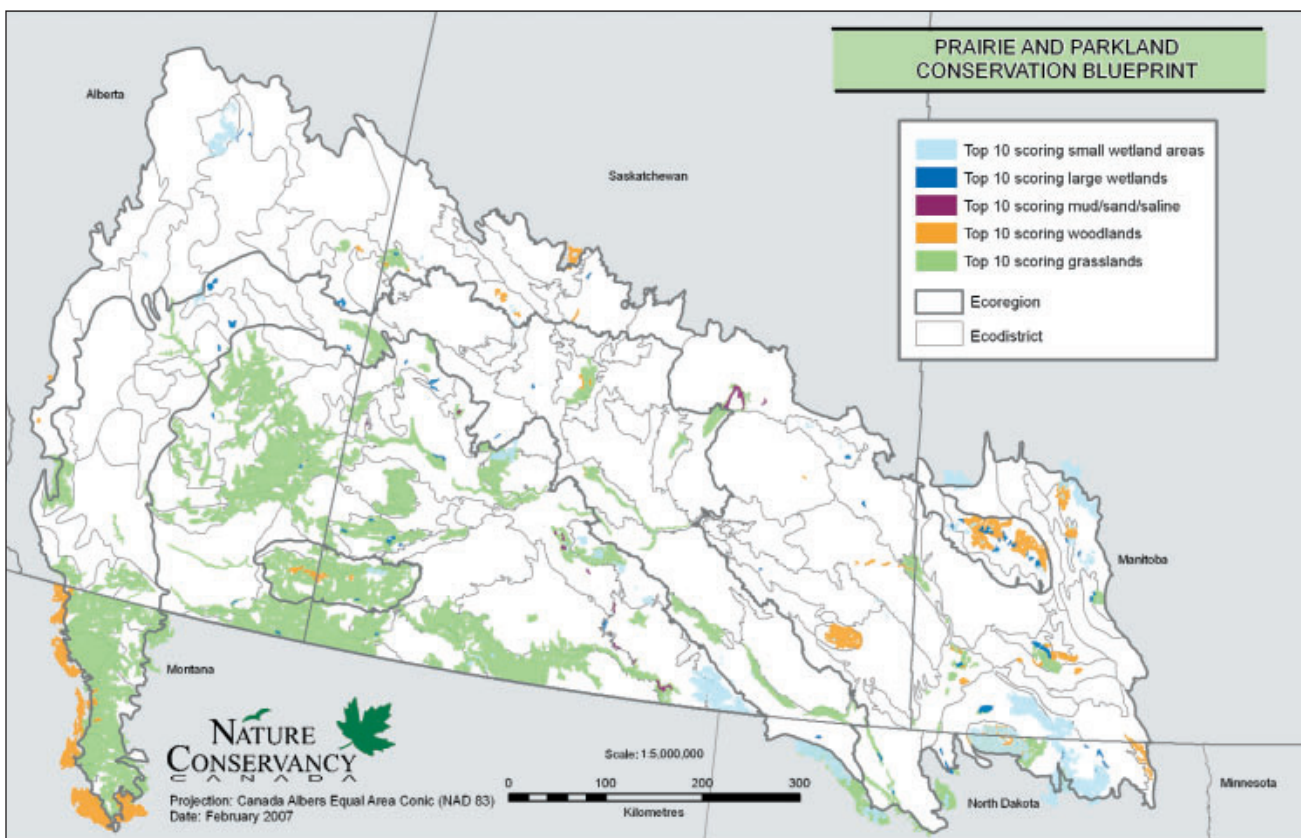 PRAIRIE AND PARKLAND
CONSERVATION BLUEPRINT
Alberta
Saskatchewan
Top 10 scoring small wetland areas
Top 10 scoring large wetlands
Top 10 scoring mud/sand/saline
Top 10 scoring woodlands
Top 10 scoring grasslands
Ecoregion
Ecodistrict
Manitoba
Montana
NATURE
CONSERVANCY
CANADA
Projection: Canada Albers Equal Area Conic (NAD 83)
Date: February 2007
Scale: 1:5,000,000
0 100 200 300
Kilometres
North Dakota
Minnesota